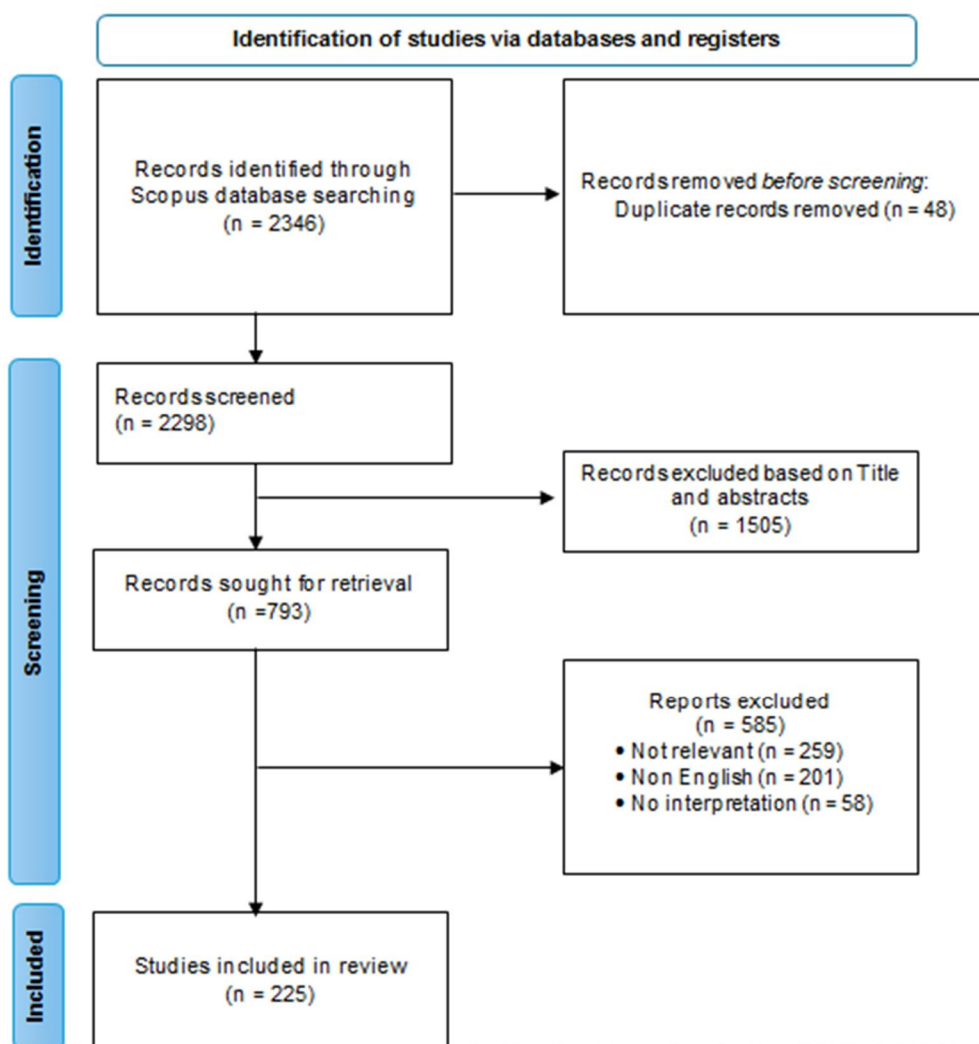 Identification of studies via databases and registers
Identification
Records identified through
Scopus database searching
(n = 2346)
Records removed before screening:
Duplicate records removed (n = 48)
Screening
Records screened
(n = 2298)
Records excluded based on Title
and abstracts
(n = 1505)
Records sought for retrieval
(n =793)
Reports excluded
(n = 585)
• Not relevant (n = 259)
• Non English (n = 201)
• No interpretation (n = 58)
Included
Studies included in review
(n = 225)